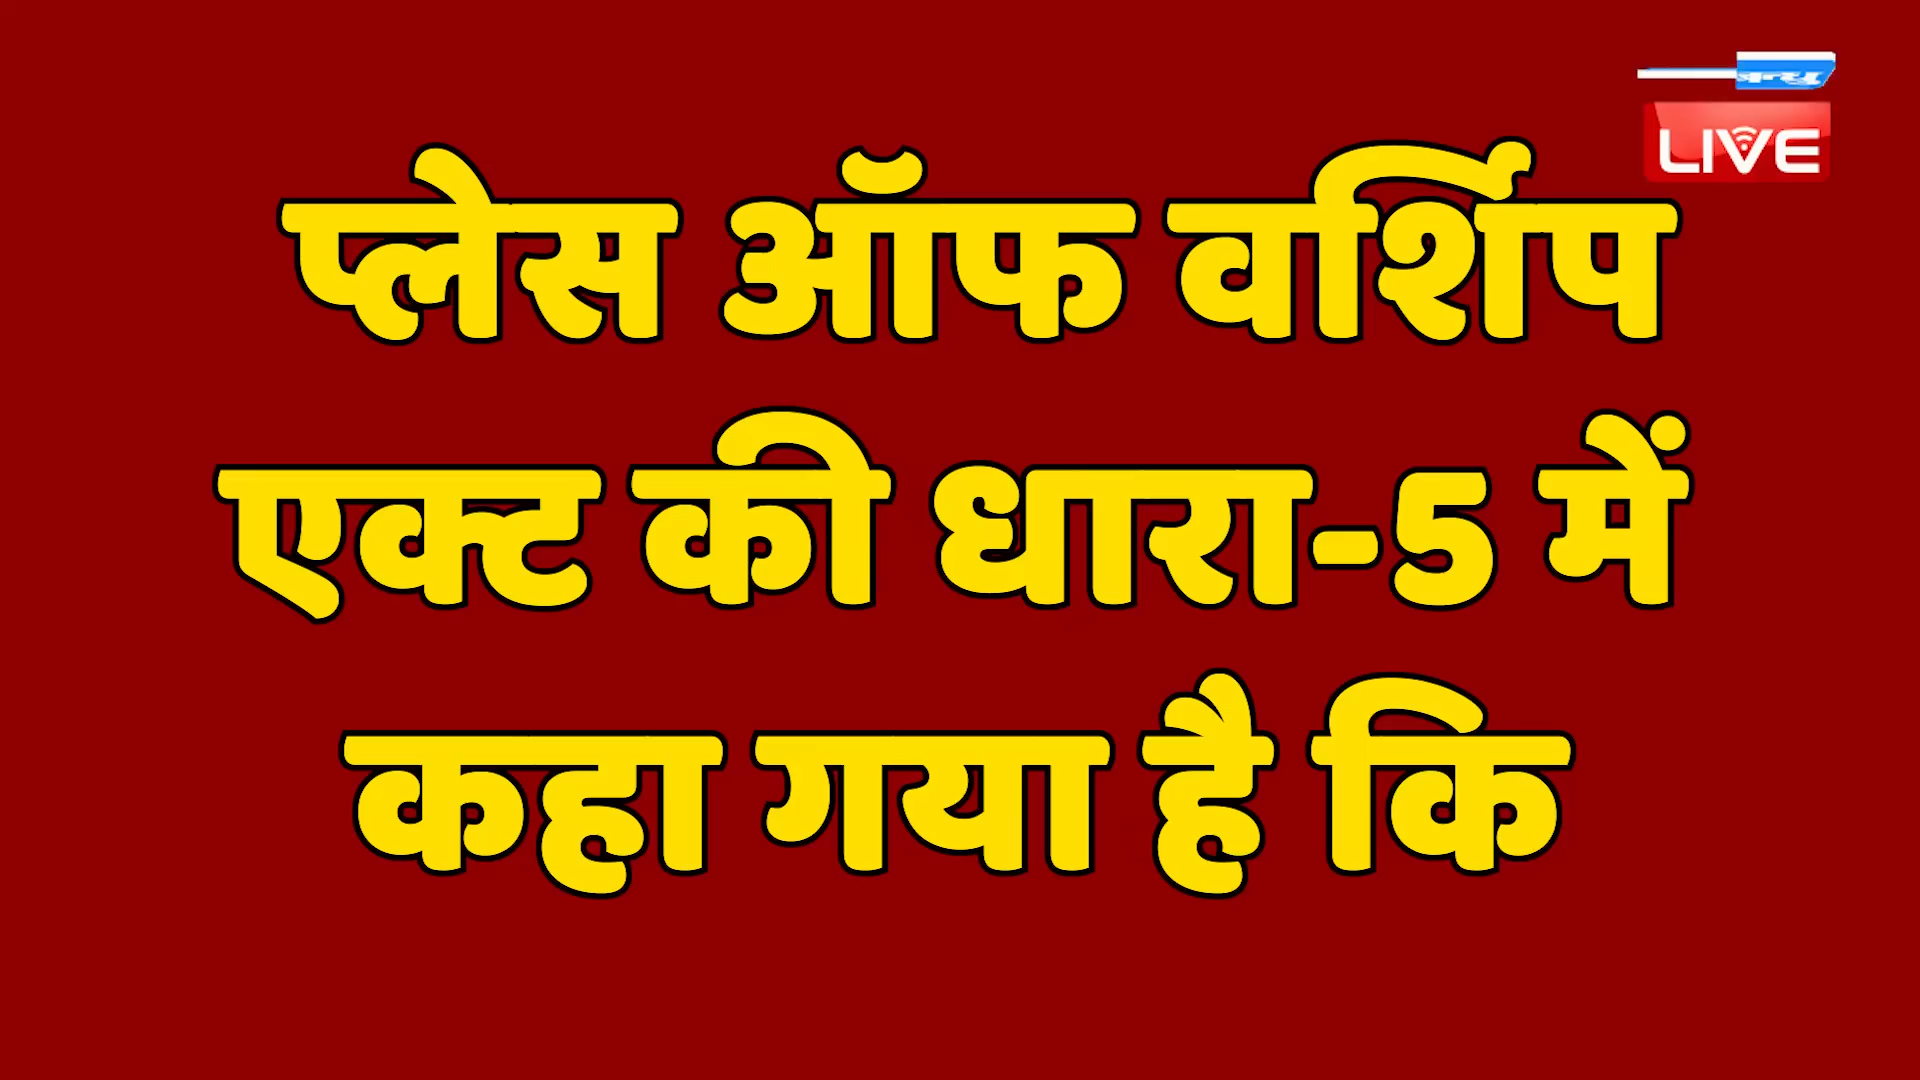 LIVE
प्लेस ऑफ वर्शिप
एक्ट की धारा-5 में
कहा गया है कि